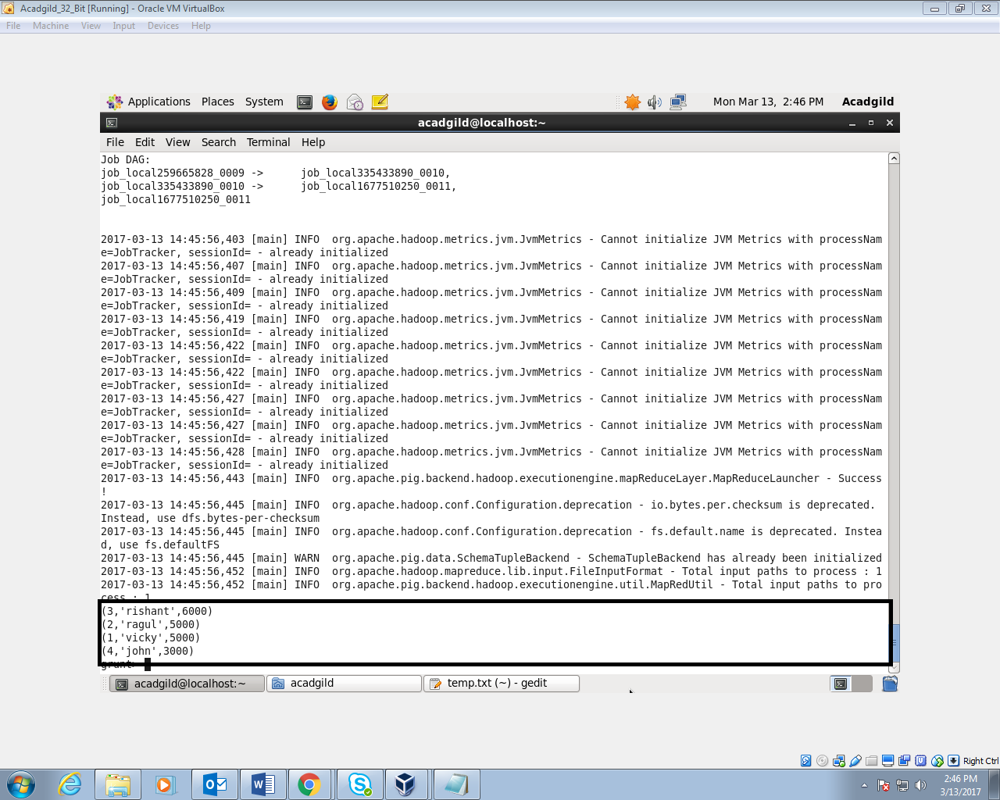 Acadgild_32_Bit [Running] - Oracle VM VirtualBox
File Machine View Input Devices Help
Applications Places System Mon Mar 13, 2:46 PM Acadgild
acadgild@localhost:~
File Edit View Search Terminal Help
Job DAG:
job_local259665828_0009 -> job_local335433890_0010,
job_local335433890_0010 -> job_local1677510250_0011,
job_local1677510250_0011
2017-03-13 14:45:56,403 [main] INFO org.apache.hadoop.metrics.jvm.JvmMetrics - Cannot initialize JVM Metrics with processNam
e=JobTracker, sessionId= - already initialized
2017-03-13 14:45:56,407 [main] INFO org.apache.hadoop.metrics.jvm.JvmMetrics - Cannot initialize JVM Metrics with processNam
e=JobTracker, sessionId= - already initialized
2017-03-13 14:45:56,409 [main] INFO org.apache.hadoop.metrics.jvm.JvmMetrics - Cannot initialize JVM Metrics with processNam
e=JobTracker, sessionId= - already initialized
2017-03-13 14:45:56,419 [main] INFO org.apache.hadoop.metrics.jvm.JvmMetrics - Cannot initialize JVM Metrics with processNam
e=JobTracker, sessionId= - already initialized
2017-03-13 14:45:56,422 [main] INFO org.apache.hadoop.metrics.jvm.JvmMetrics - Cannot initialize JVM Metrics with processNam
e=JobTracker, sessionId= - already initialized
2017-03-13 14:45:56,422 [main] INFO org.apache.hadoop.metrics.jvm.JvmMetrics - Cannot initialize JVM Metrics with processNam
e=JobTracker, sessionId= - already initialized
2017-03-13 14:45:56,427 [main] INFO org.apache.hadoop.metrics.jvm.JvmMetrics - Cannot initialize JVM Metrics with processNam
e=JobTracker, sessionId= - already initialized
2017-03-13 14:45:56,427 [main] INFO org.apache.hadoop.metrics.jvm.JvmMetrics - Cannot initialize JVM Metrics with processNam
e=JobTracker, sessionId= - already initialized
2017-03-13 14:45:56,428 [main] INFO org.apache.hadoop.metrics.jvm.JvmMetrics - Cannot initialize JVM Metrics with processNam
e=JobTracker, sessionId= - already initialized
2017-03-13 14:45:56,443 [main] INFO org.apache.pig.backend.hadoop.executionengine.mapReduceLayer.MapReduceLauncher - Success
!
2017-03-13 14:45:56,445 [main] INFO org.apache.hadoop.conf.Configuration.deprecation - io.bytes.per.checksum is deprecated.
Instead, use dfs.bytes-per-checksum
2017-03-13 14:45:56,445 [main] INFO org.apache.hadoop.conf.Configuration.deprecation - fs.default.name is deprecated. Instea
d, use fs.defaultFS
2017-03-13 14:45:56,445 [main] WARN org.apache.pig.data.SchemaTupleBackend - SchemaTupleBackend has already been initialized
2017-03-13 14:45:56,452 [main] INFO org.apache.hadoop.mapreduce.lib.input.FileInputFormat - Total input paths to process : 1
2017-03-13 14:45:56,452 [main] INFO org.apache.pig.backend.hadoop.executionengine.util.MapRedUtil - Total input paths to pro
cess : 1
(3,'rishant',6000)
(2,'ragul',5000)
(1,'vicky',5000)
(4,'john',3000)
grunt>
acadgild@localhost:~ acadgild temp.txt (~) - gedit
Right Ctrl
2:46 PM
3/13/2017